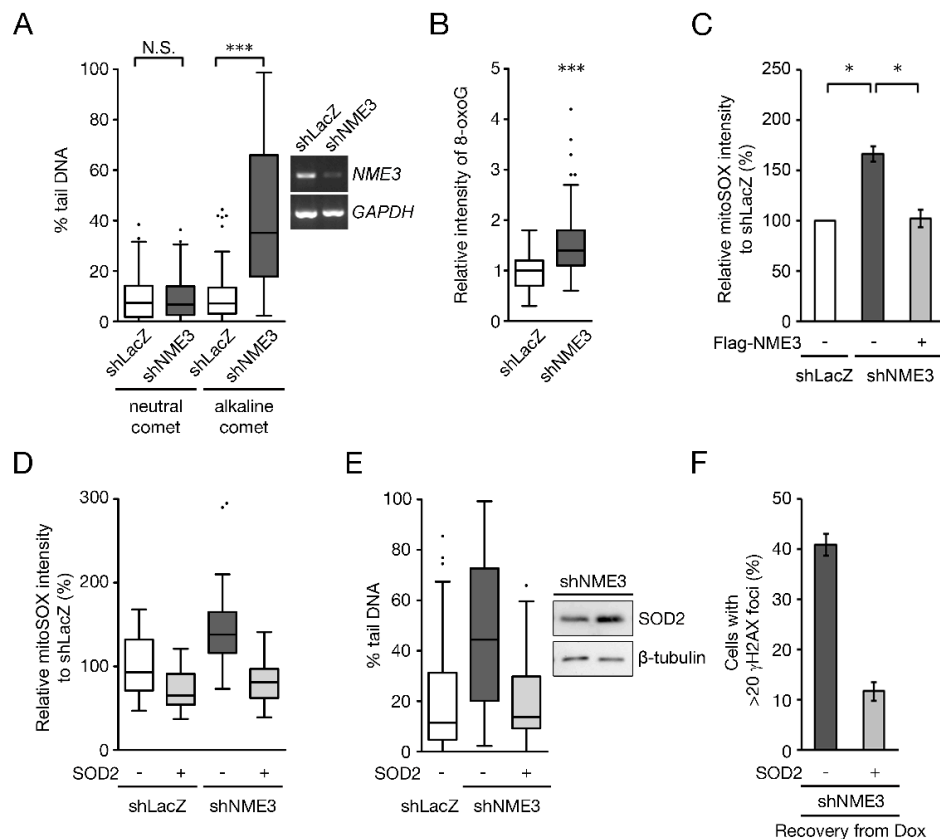 A
N.S.
***
100
80
60
40
20
0
% tail DNA
shLacZ
shNME3
shLacZ
shNME3
neutral
comet
alkaline
comet
shLacZ
shNME3
NME3
GAPDH
B
***
5
4
3
2
1
0
Relative intensity of 8-oxoG
shLacZ
shNME3
C
*
*
250
200
150
100
50
0
Relative mitoSOX intensity
to shLacZ (%)
Flag-NME3 - - +
shLacZ shNME3
D
300
200
100
0
Relative mitoSOX intensity
to shLacZ (%)
SOD2 - + - +
shLacZ shNME3
E
100
80
60
40
20
0
% tail DNA
SOD2 - - +
shLacZ shNME3
shNME3
SOD2
β-tubulin
F
50
40
30
20
10
0
Cells with
>20 γH2AX foci (%)
SOD2 - +
shNME3
Recovery from Dox